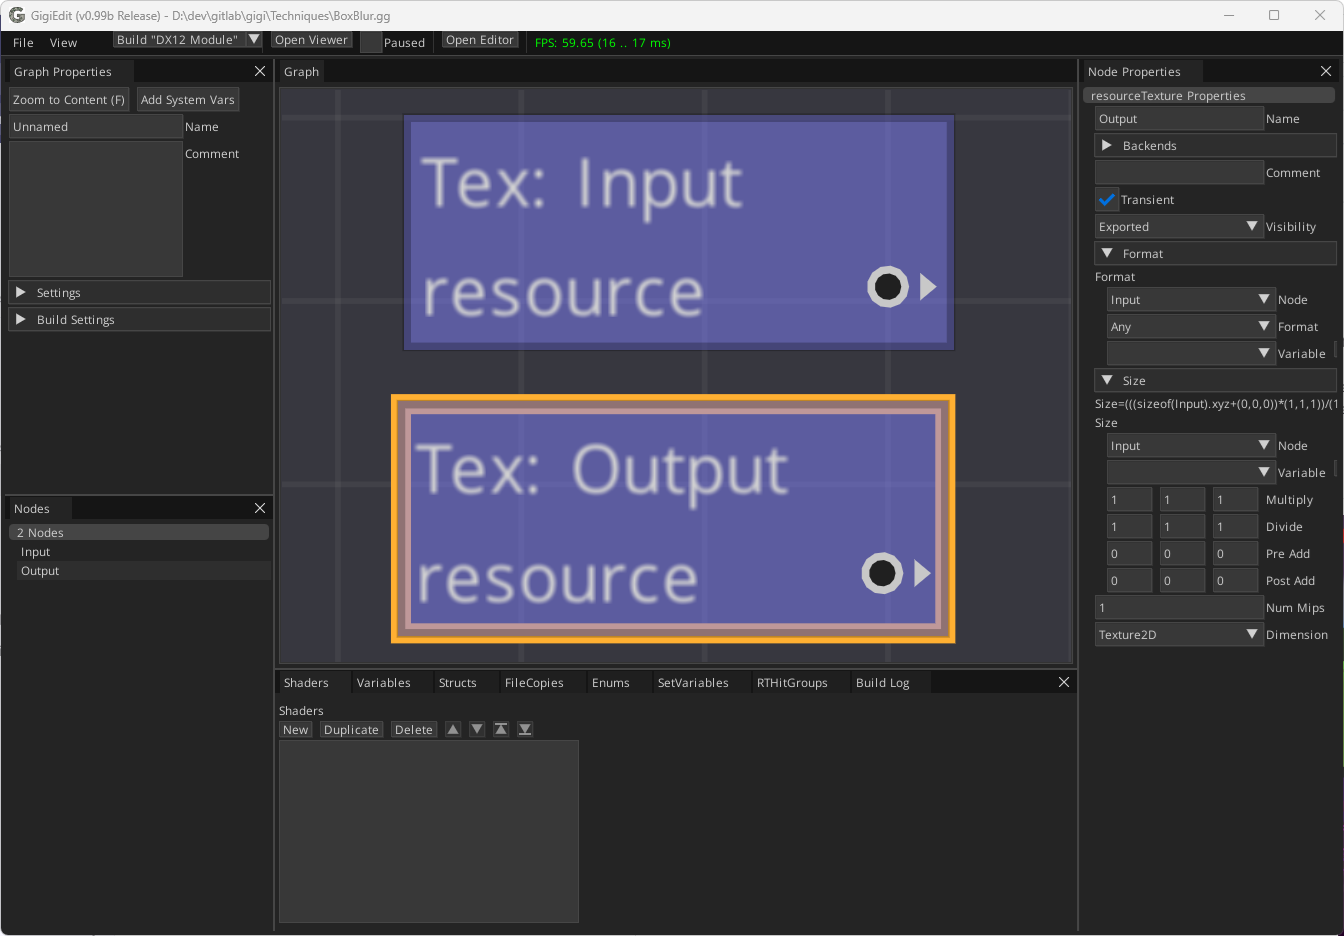 GigiEdit (v0.99b Release) - D:\dev\gitlab\gigi\Techniques\BoxBlur.gg
File View Build "DX12 Module" Open Viewer Paused Open Editor FPS: 59.65 (16 .. 17 ms)
Graph Properties
Zoom to Content (F) Add System Vars
Unnamed Name
Comment
Settings
Build Settings
Nodes
2 Nodes
Input
Output
Graph
Tex: Input
resource
Tex: Output
resource
Shaders Variables Structs FileCopies Enums SetVariables RTHitGroups Build Log
Shaders
New Duplicate Delete
Node Properties
resourceTexture Properties
Output Name
Backends
Comment
Transient
Exported Visibility
Format
Format
Input Node
Any Format
Variable
Size
Size=(((sizeof(Input).xyz+(0,0,0))*(1,1,1))/(1
Size
Input Node
Variable
1 1 1 Multiply
1 1 1 Divide
0 0 0 Pre Add
0 0 0 Post Add
1 Num Mips
Texture2D Dimension